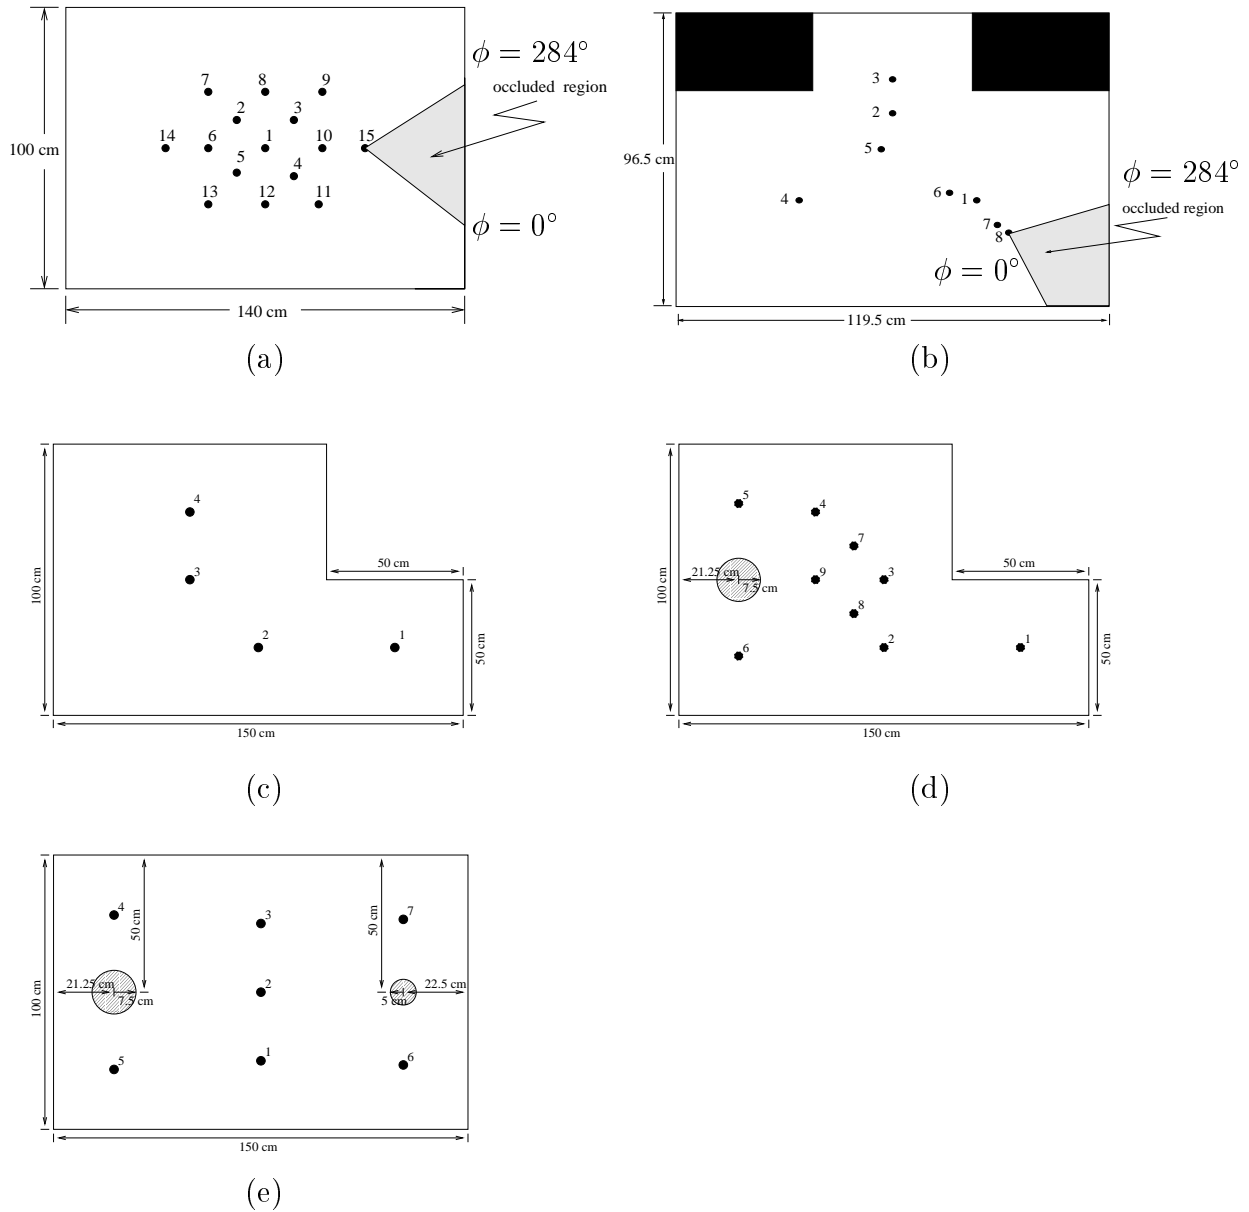 ϕ = 284°
occluded region
7 8 9
2 3
14 6 1 10 15
5 4
13 12 11
ϕ = 0°
100 cm
140 cm
(a)
3
2
5
96.5 cm
4 6 1
7
8
ϕ = 284°
occluded region
ϕ = 0°
119.5 cm
(b)
4
3
50 cm
100 cm
2 1
50 cm
150 cm
(c)
5 4
7
50 cm
21.25 cm
7.5 cm
9 3
100 cm
8
6 2 1
50 cm
150 cm
(d)
4 3 7
50 cm
50 cm
21.25 cm
7.5 cm
2
5 cm
22.5 cm
100 cm
5 1 6
150 cm
(e)